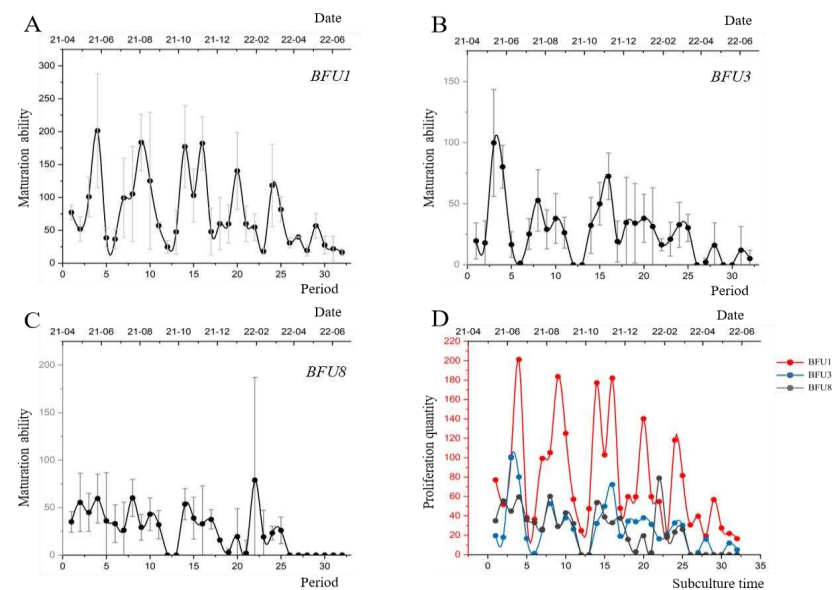 A
Date
21-04 21-06 21-08 21-10 21-12 22-02 22-04 22-06
BFU1
Maturation ability
300
250
200
150
100
50
0
0 5 10 15 20 25 30
Period
B
Date
21-04 21-06 21-08 21-10 21-12 22-02 22-04 22-06
BFU3
Maturation ability
150
100
50
0
0 5 10 15 20 25 30
Period
C
Date
21-04 21-06 21-08 21-10 21-12 22-02 22-04 22-06
BFU8
Maturation ability
200
150
100
50
0
0 5 10 15 20 25 30
Period
D
Date
21-04 21-06 21-08 21-10 21-12 22-02 22-04 22-06
Proliferation quantity
220
200
180
160
140
120
100
80
60
40
20
0
0 5 10 15 20 25 30 35
Subculture time
BFU1
BFU3
BFU8